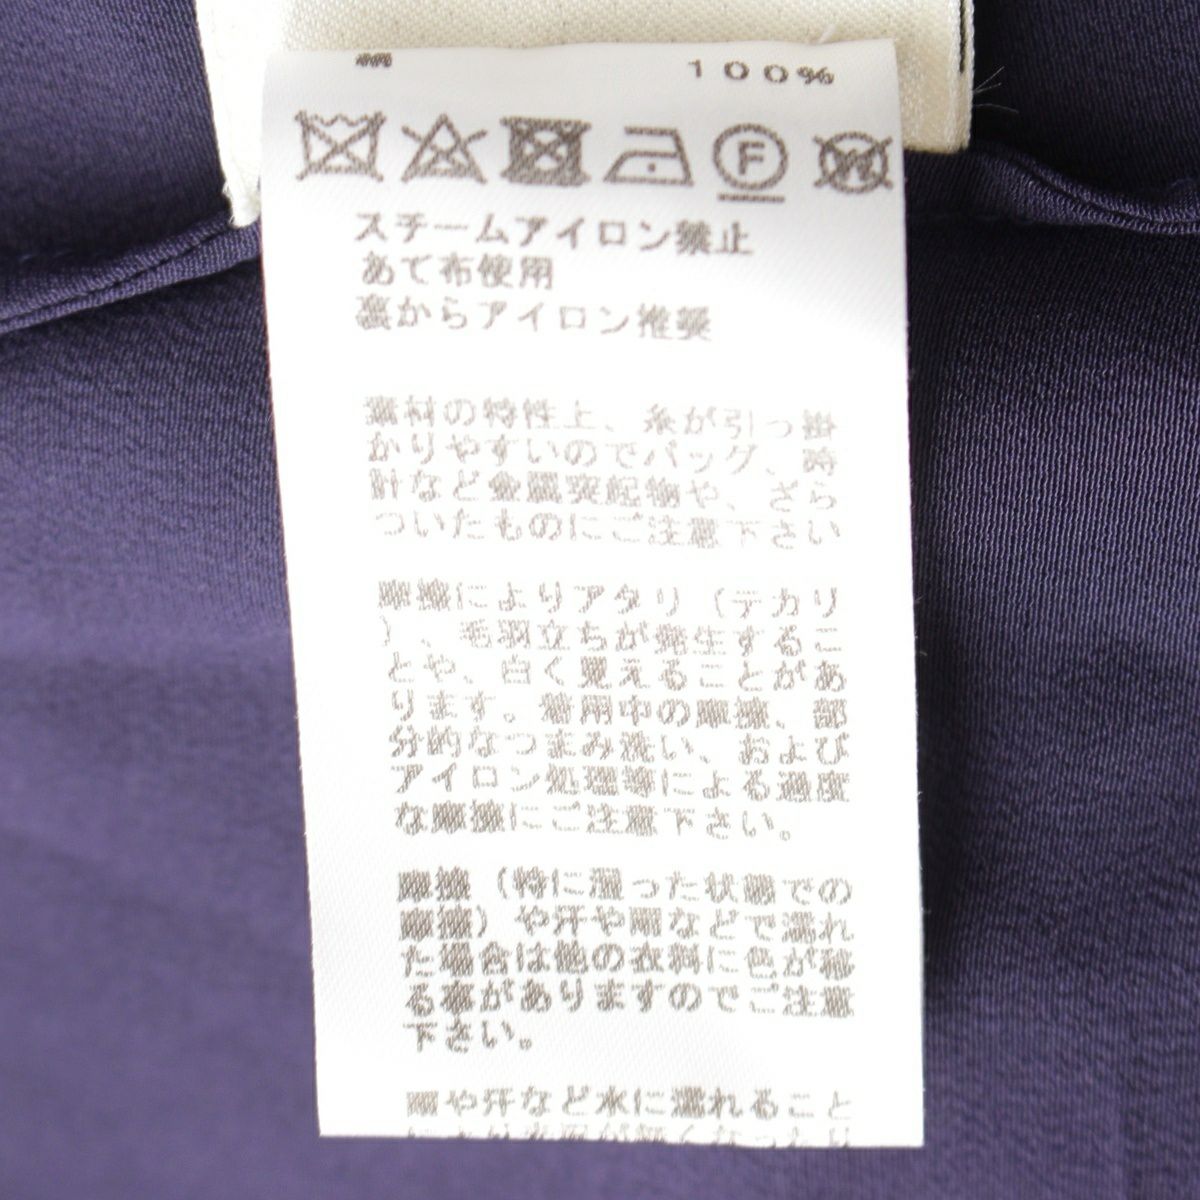 100%
F
W
スチームアイロン禁止
あて布使用
裏からアイロン推奨
素材の特性上、糸が引っ掛
かりやすいのでバッグ、時
計など金属突起物や、ざら
ついたものにご注意下さい
摩擦によりアタリ（テカリ
）、毛羽立ちが発生するこ
とや、白く見えることがあ
ります。着用中の摩擦、部
分的なつまみ洗い、および
アイロン処理等による過度
な摩擦にご注意下さい。
摩擦（特に湿った状態での
摩擦）や汗や雨などで濡れ
た場合は他の衣料に色が移
る事がありますのでご注意
下さい。
雨や汗など水に濡れること